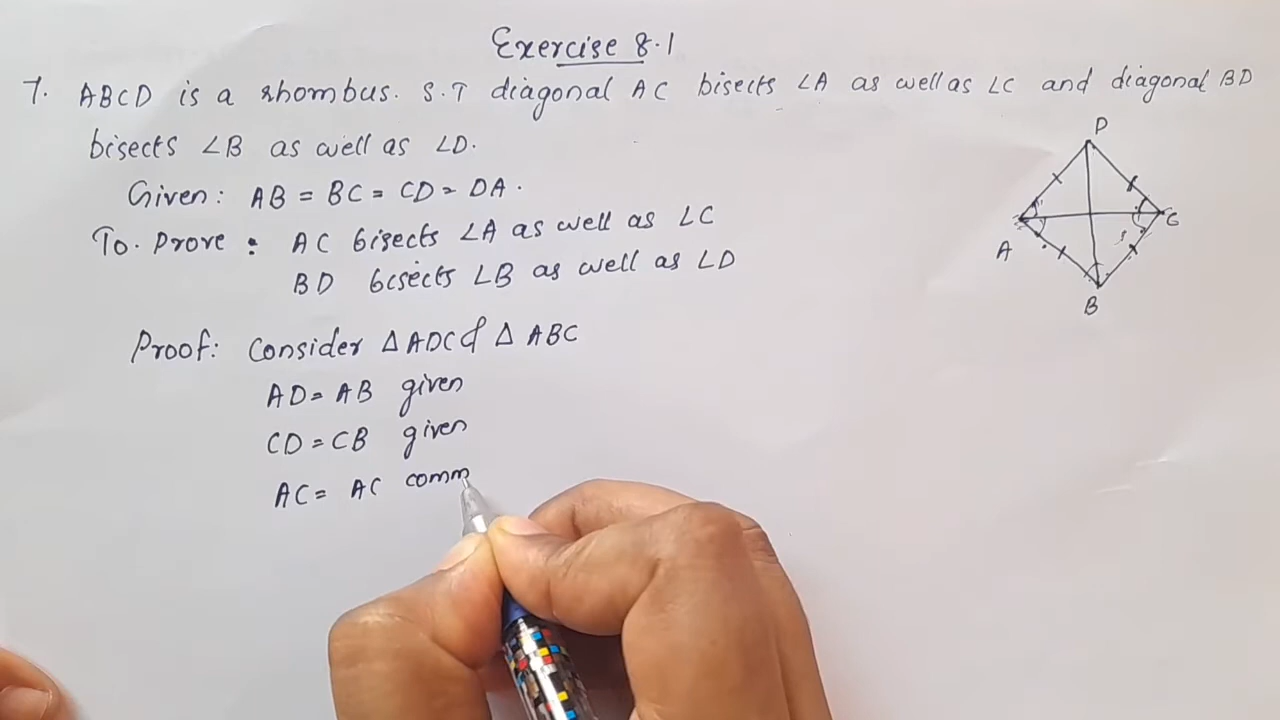 Exercise 8.1
7. ABCD is a rhombus. S.T diagonal AC bisects ∠A as well as ∠C and diagonal BD
bisects ∠B as well as ∠D.
Given: AB = BC = CD = DA.
To. Prove: AC bisects ∠A as well as ∠C
BD bisects ∠B as well as ∠D
Proof: Consider △ADC & △ABC
AD = AB given
CD = CB given
AC = AC comm
D
A
C
B